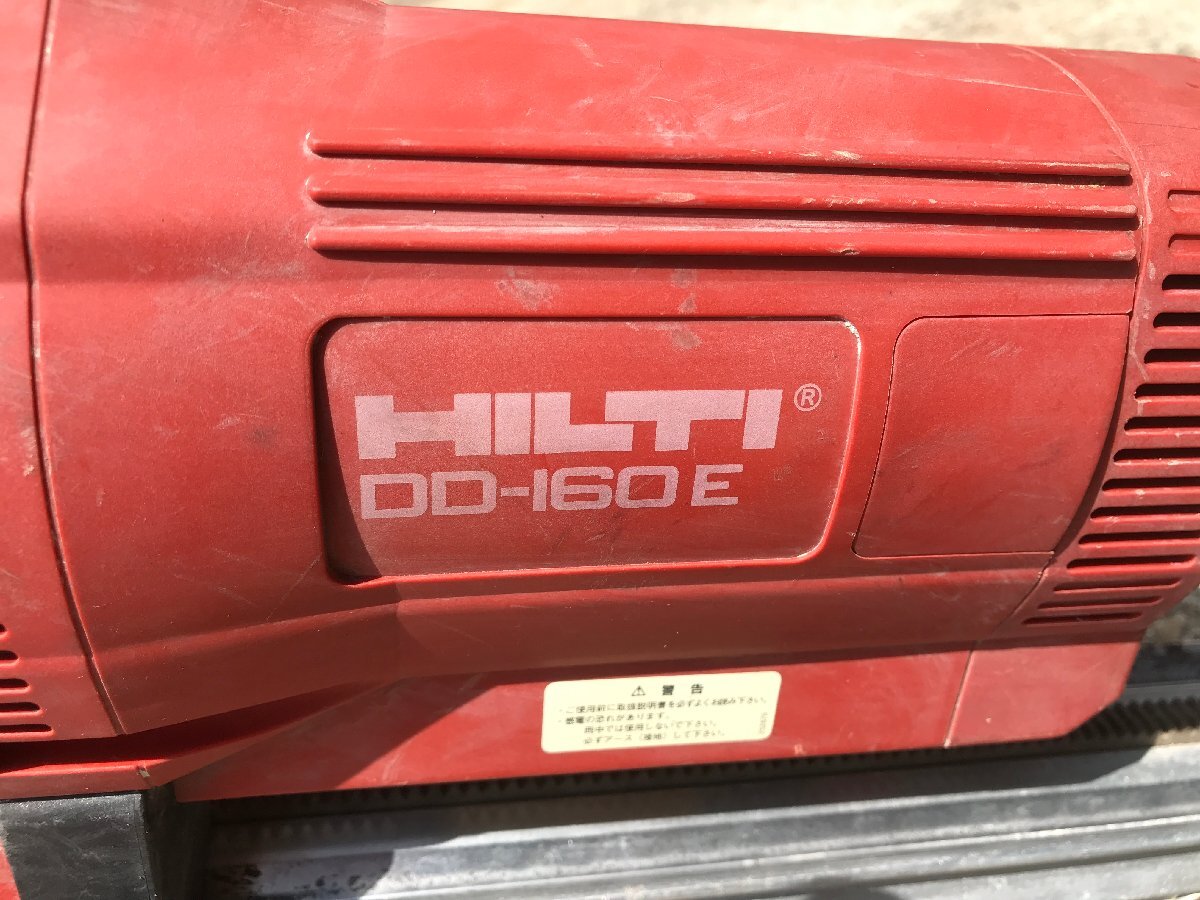 HILTI®
DD-160 E
⚠ 警告
・ご使用前に取扱説明書を必ずよくお読み下さい。
・感電の恐れがあります。
雨中では使用しないで下さい。
必ずアース（接地）して下さい。